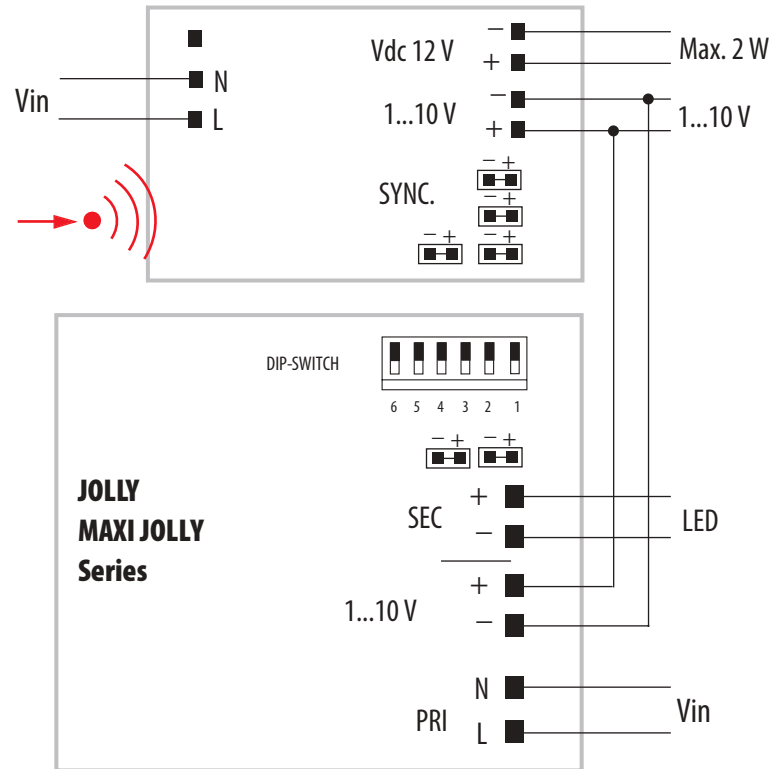 −
Vdc 12 V
+
Max. 2 W
Vin
N
L
−
1...10 V
+
1...10 V
SYNC.
− +
− +
− + − +
DIP-SWITCH
6 5 4 3 2 1
− + − +
JOLLY
MAXI JOLLY
Series
SEC
+
−
LED
1...10 V
+
−
PRI
N
L
Vin